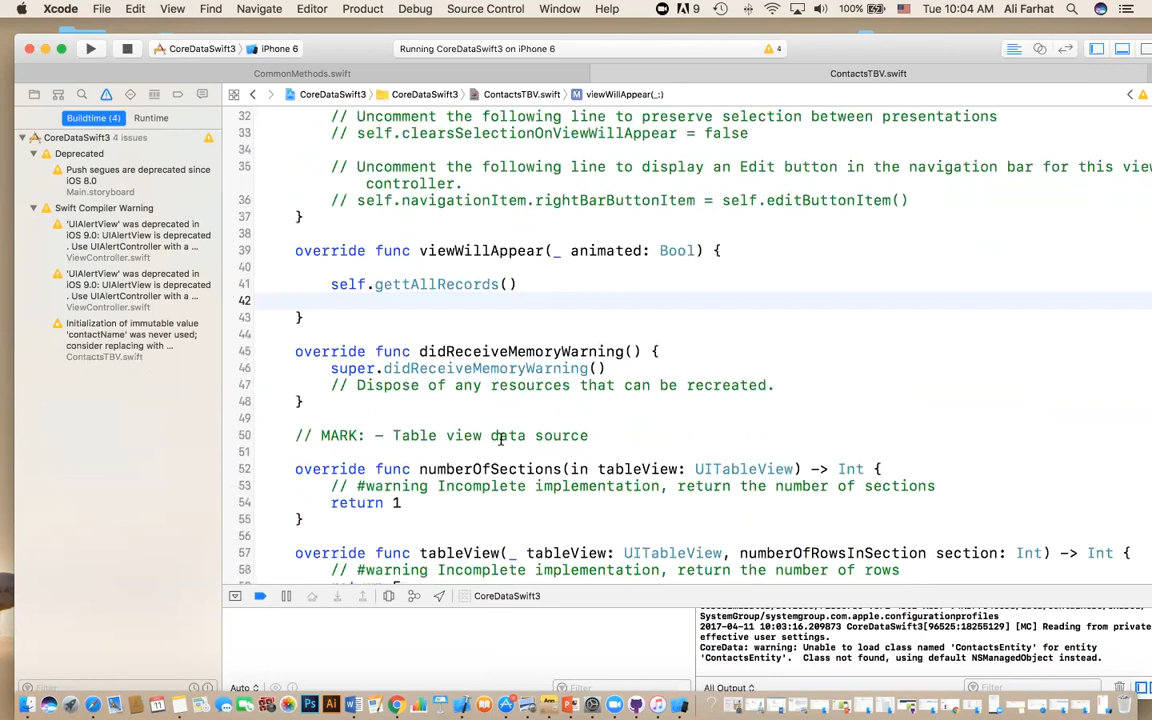 Xcode File Edit View Find Navigate Editor Product Debug Source Control Window Help 9 100% Tue 10:04 AM Ali Farhat
CoreDataSwift3 iPhone 6 Running CoreDataSwift3 on iPhone 6 4
CommonMethods.swift ContactsTBV.swift
CoreDataSwift3 CoreDataSwift3 ContactsTBV.swift M viewWillAppear(_:)
Buildtime (4) Runtime
CoreDataSwift3 4 issues
Deprecated
Push segues are deprecated since
iOS 8.0
Main.storyboard
Swift Compiler Warning
'UIAlertView' was deprecated in
iOS 9.0: UIAlertView is deprecated
. Use UIAlertController with a ...
ViewController.swift
'UIAlertView' was deprecated in
iOS 9.0: UIAlertView is deprecated
. Use UIAlertController with a ...
ViewController.swift
Initialization of immutable value
'contactName' was never used;
consider replacing with ...
ContactsTBV.swift
32 // Uncomment the following line to preserve selection between presentations
33 // self.clearsSelectionOnViewWillAppear = false
34
35 // Uncomment the following line to display an Edit button in the navigation bar for this view
controller.
36 // self.navigationItem.rightBarButtonItem = self.editButtonItem()
37 }
38
39 override func viewWillAppear(_ animated: Bool) {
40
41 self.gettAllRecords()
42
43 }
44
45 override func didReceiveMemoryWarning() {
46 super.didReceiveMemoryWarning()
47 // Dispose of any resources that can be recreated.
48 }
49
50 // MARK: - Table view data source
51
52 override func numberOfSections(in tableView: UITableView) -> Int {
53 // #warning Incomplete implementation, return the number of sections
54 return 1
55 }
56
57 override func tableView(_ tableView: UITableView, numberOfRowsInSection section: Int) -> Int {
58 // #warning Incomplete implementation, return the number of rows
CoreDataSwift3
SystemGroup/systemgroup.com.apple.configurationprofiles
2017-04-11 10:03:16.209873 CoreDataSwift3[96525:18255129] [MC] Reading from private
effective user settings.
CoreData: warning: Unable to load class named 'ContactsEntity' for entity
'ContactsEntity'. Class not found, using default NSManagedObject instead.
Filter Auto Filter All Output Filter